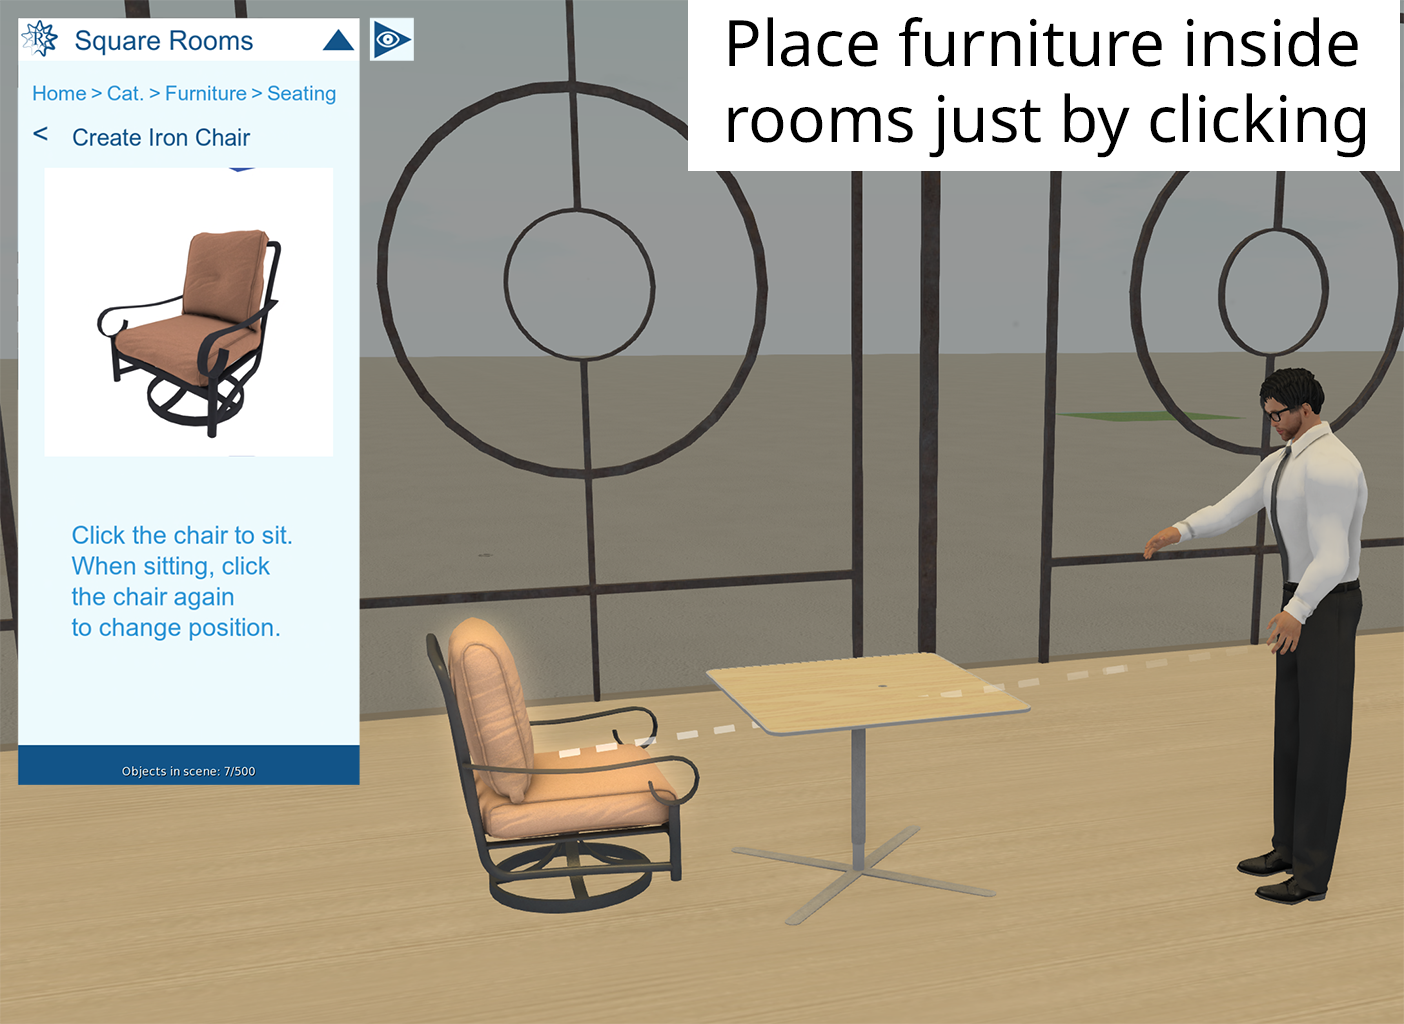 Square Rooms
Home > Cat. > Furniture > Seating
< Create Iron Chair
Click the chair to sit.
When sitting, click
the chair again
to change position.
Objects in scene: 7/500
Place furniture inside
rooms just by clicking
R